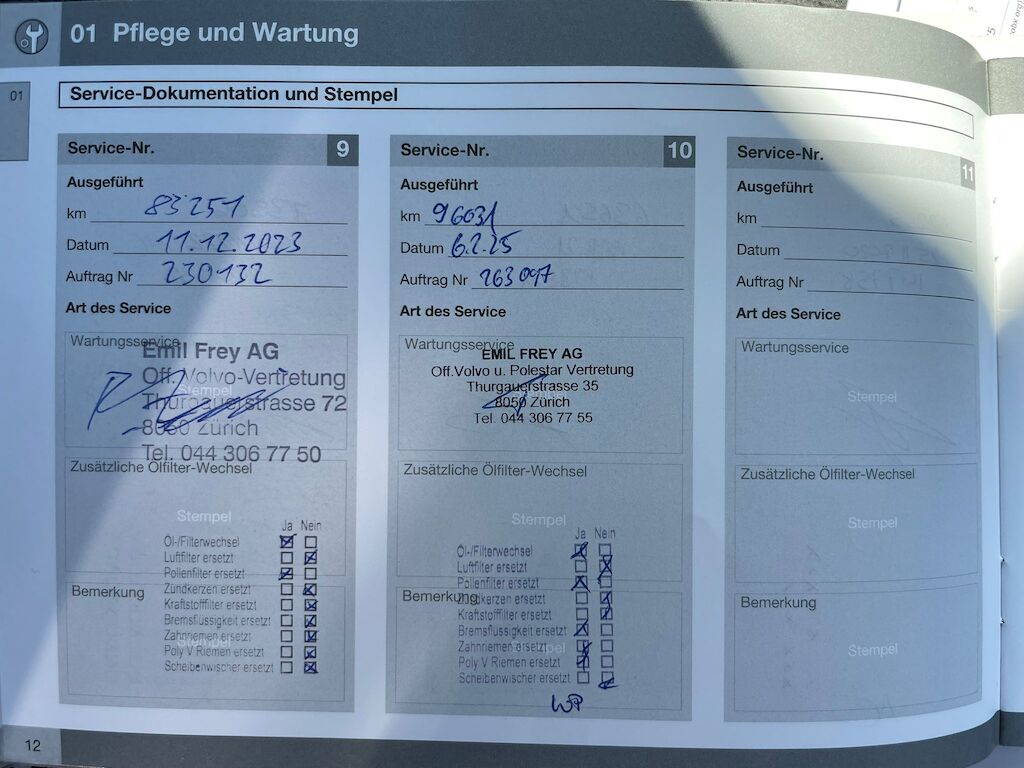 01 Pflege und Wartung
01
Service-Dokumentation und Stempel
Service-Nr. 9
Ausgeführt
km 83251
Datum 11.12.2023
Auftrag Nr 230132
Art des Service
Wartungsservice
Emil Frey AG
Off. Volvo-Vertretung
Stempel
Thurgauerstrasse 72
8050 Zürich
Tel. 044 306 77 50
Zusätzliche Ölfilter-Wechsel
Stempel
Ja Nein
Öl-/Filterwechsel
Luftfilter ersetzt
Pollenfilter ersetzt
Bemerkung
Zündkerzen ersetzt
Kraftstofffilter ersetzt
Bremsflüssigkeit ersetzt
Zahnriemen ersetzt
Stempel
Poly V Riemen ersetzt
Scheibenwischer ersetzt
Service-Nr. 10
Ausgeführt
km 96031
Datum 6.2.25
Auftrag Nr 263097
Art des Service
Wartungsservice
EMIL FREY AG
Off.Volvo u. Polestar Vertretung
Thurgauerstrasse 35
8050 Zürich
Tel. 044 306 77 55
Zusätzliche Ölfilter-Wechsel
Stempel
Ja Nein
Öl-/Filterwechsel
Luftfilter ersetzt
Pollenfilter ersetzt
Bemerkung
Zündkerzen ersetzt
Kraftstofffilter ersetzt
Bremsflüssigkeit ersetzt
Zahnriemen ersetzt
Stempel
Poly V Riemen ersetzt
Scheibenwischer ersetzt
WP
Service-Nr. 11
Ausgeführt
km
Datum
Auftrag Nr
Art des Service
Wartungsservice
Stempel
Zusätzliche Ölfilter-Wechsel
Stempel
Bemerkung
Stempel
12